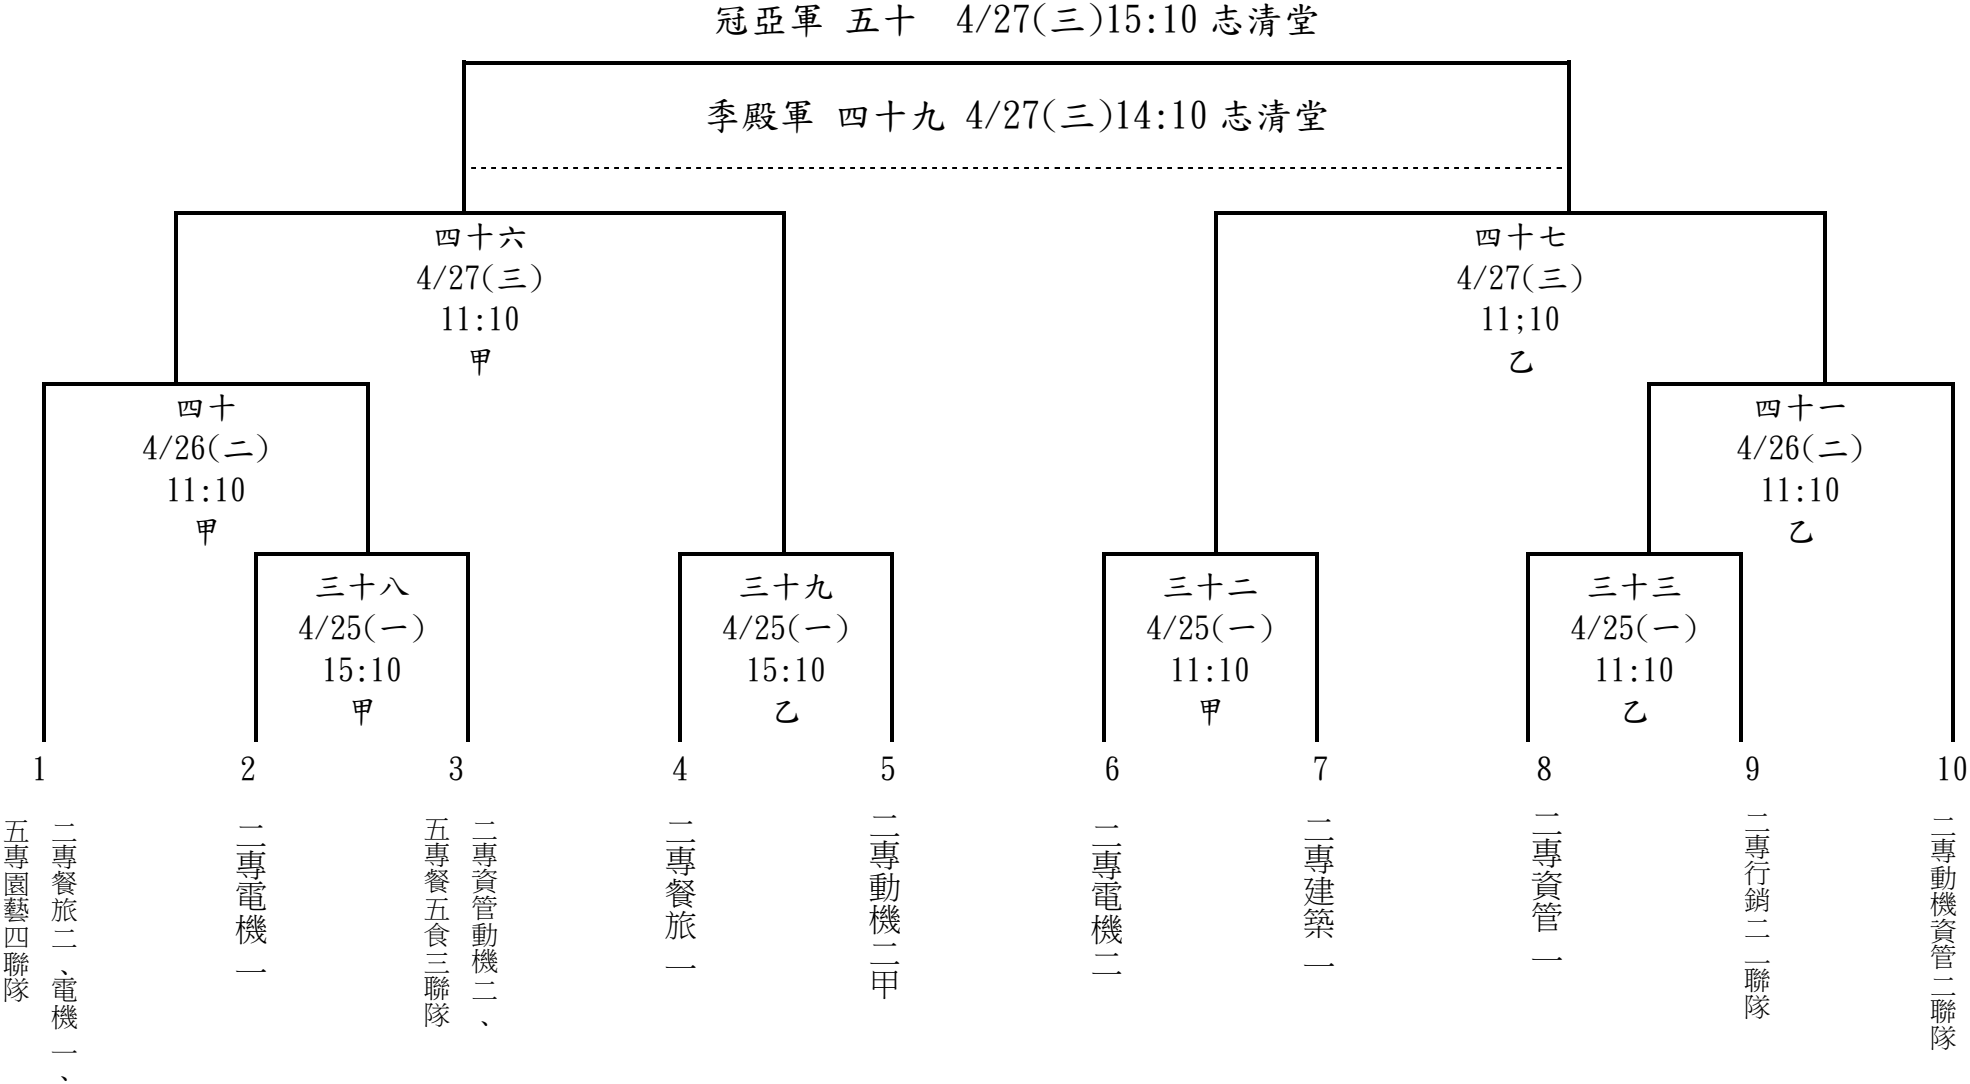 冠亞軍 五十 4/27(三)15:10 志清堂
季殿軍 四十九 4/27(三)14:10 志清堂
四十六
4/27(三)
11:10
甲
四十七
4/27(三)
11;10
乙
四十
4/26(二)
11:10
甲
四十一
4/26(二)
11:10
乙
三十八
4/25(一)
15:10
甲
三十九
4/25(一)
15:10
乙
三十二
4/25(一)
11:10
甲
三十三
4/25(一)
11:10
乙
1
2
3
4
5
6
7
8
9
10
二專餐旅二、電機一、
五專園藝四聯隊
二專電機一
二專資管動機二、
五專餐五食三聯隊
二專餐旅一
二專動機二甲
二專電機二
二專建築一
二專資管一
二專行銷一二聯隊
二專動機資管二聯隊